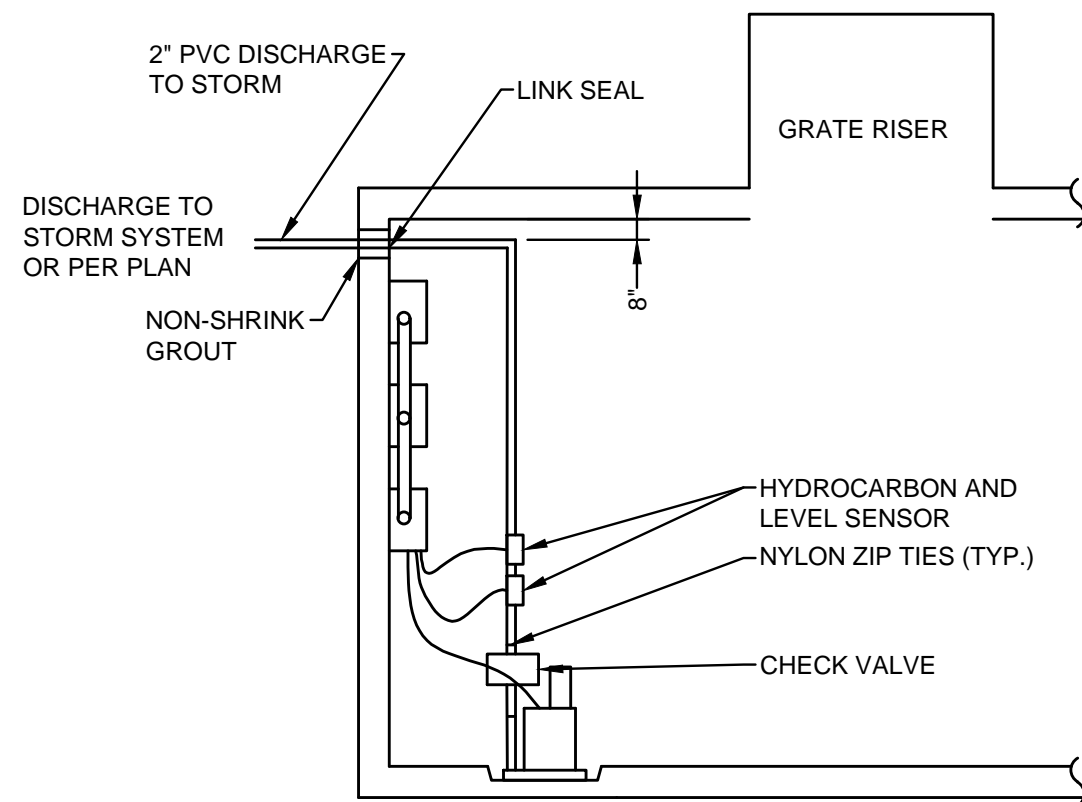 2" PVC DISCHARGE
TO STORM
LINK SEAL
GRATE RISER
DISCHARGE TO
STORM SYSTEM
OR PER PLAN
8"
NON-SHRINK
GROUT
HYDROCARBON AND
LEVEL SENSOR
NYLON ZIP TIES (TYP.)
CHECK VALVE